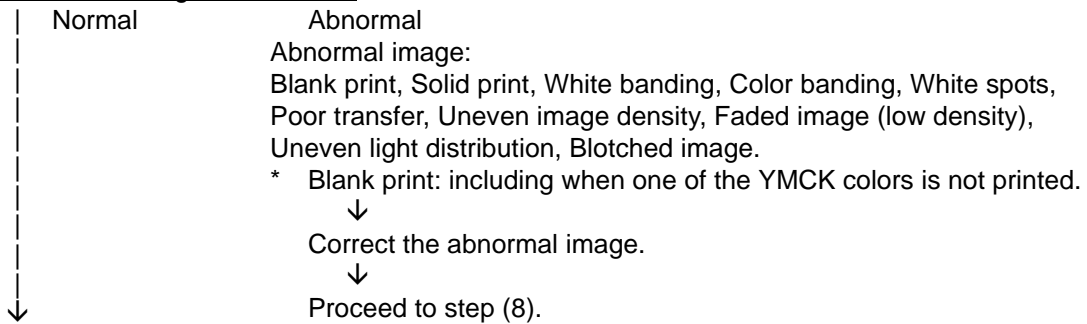 Normal Abnormal
Abnormal image:
Blank print, Solid print, White banding, Color banding, White spots,
Poor transfer, Uneven image density, Faded image (low density),
Uneven light distribution, Blotched image.
* Blank print: including when one of the YMCK colors is not printed.
↓
Correct the abnormal image.
↓
Proceed to step (8).